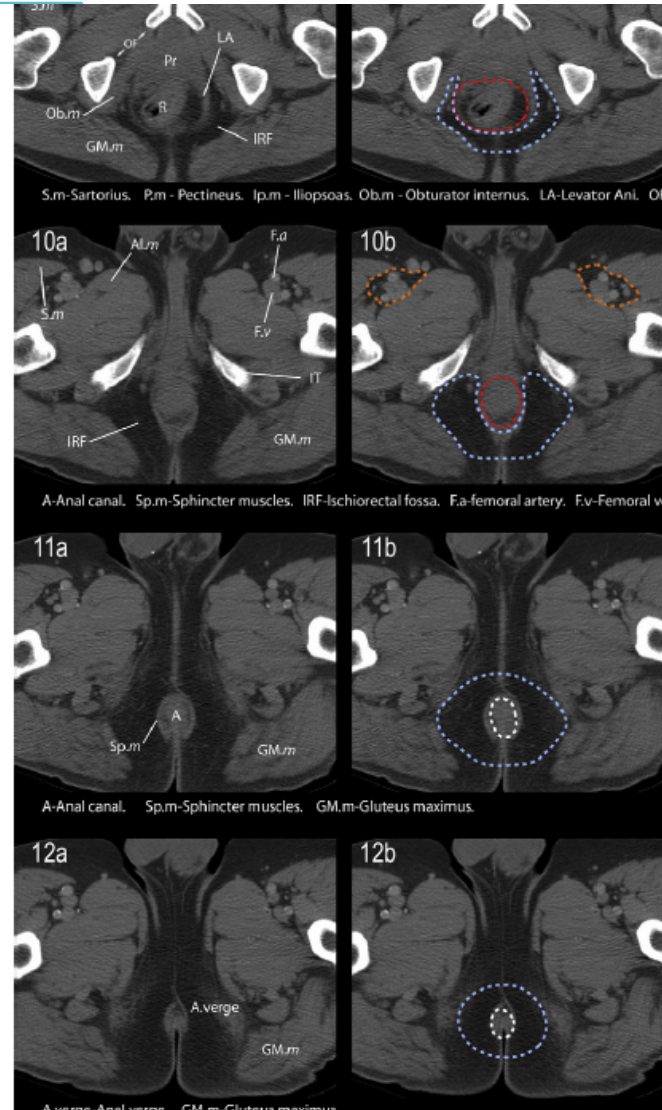 S.m
OF
LA
Pr
Ob.m
R
GM.m
IRF
S.m-Sartorius. P.m - Pectineus. Ip.m - Iliopsoas. Ob.m - Obturator internus. LA-Levator Ani.
10a
10b
Al.m
F.a
S.m
F.v
IT
IRF
GM.m
A-Anal canal. Sp.m-Sphincter muscles. IRF-Ischiorectal fossa. F.a-femoral artery. F.v-Femoral
11a
11b
A
Sp.m
GM.m
A-Anal canal. Sp.m-Sphincter muscles. GM.m-Gluteus maximus.
12a
12b
A.verge
GM.m
A.verge-Anal verge. GM.m-Gluteus maximus